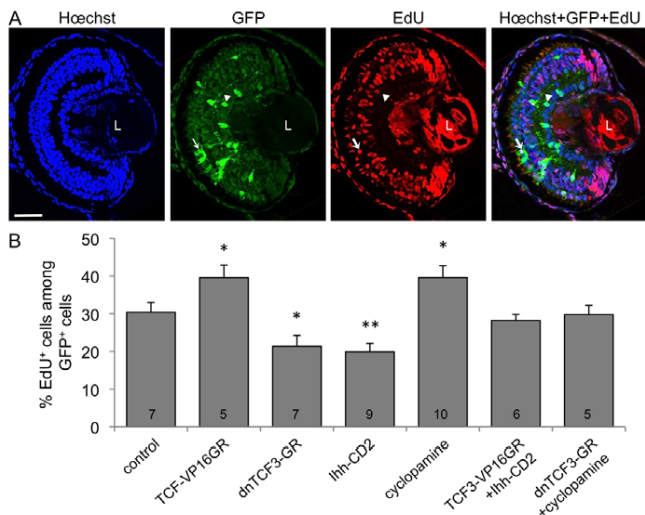 A
Hœchst
GFP
EdU
Hœchst+GFP+EdU
L
L
L
L
B
% EdU+ cells among
GFP+ cells
50
40
30
20
10
0
*
*
**
*
7
5
7
9
10
6
5
control
TCF-VP16GR
dnTCF3-GR
Ihh-CD2
cyclopamine
TCF3-VP16GR
+Ihh-CD2
dnTCF3-GR
+cyclopamine